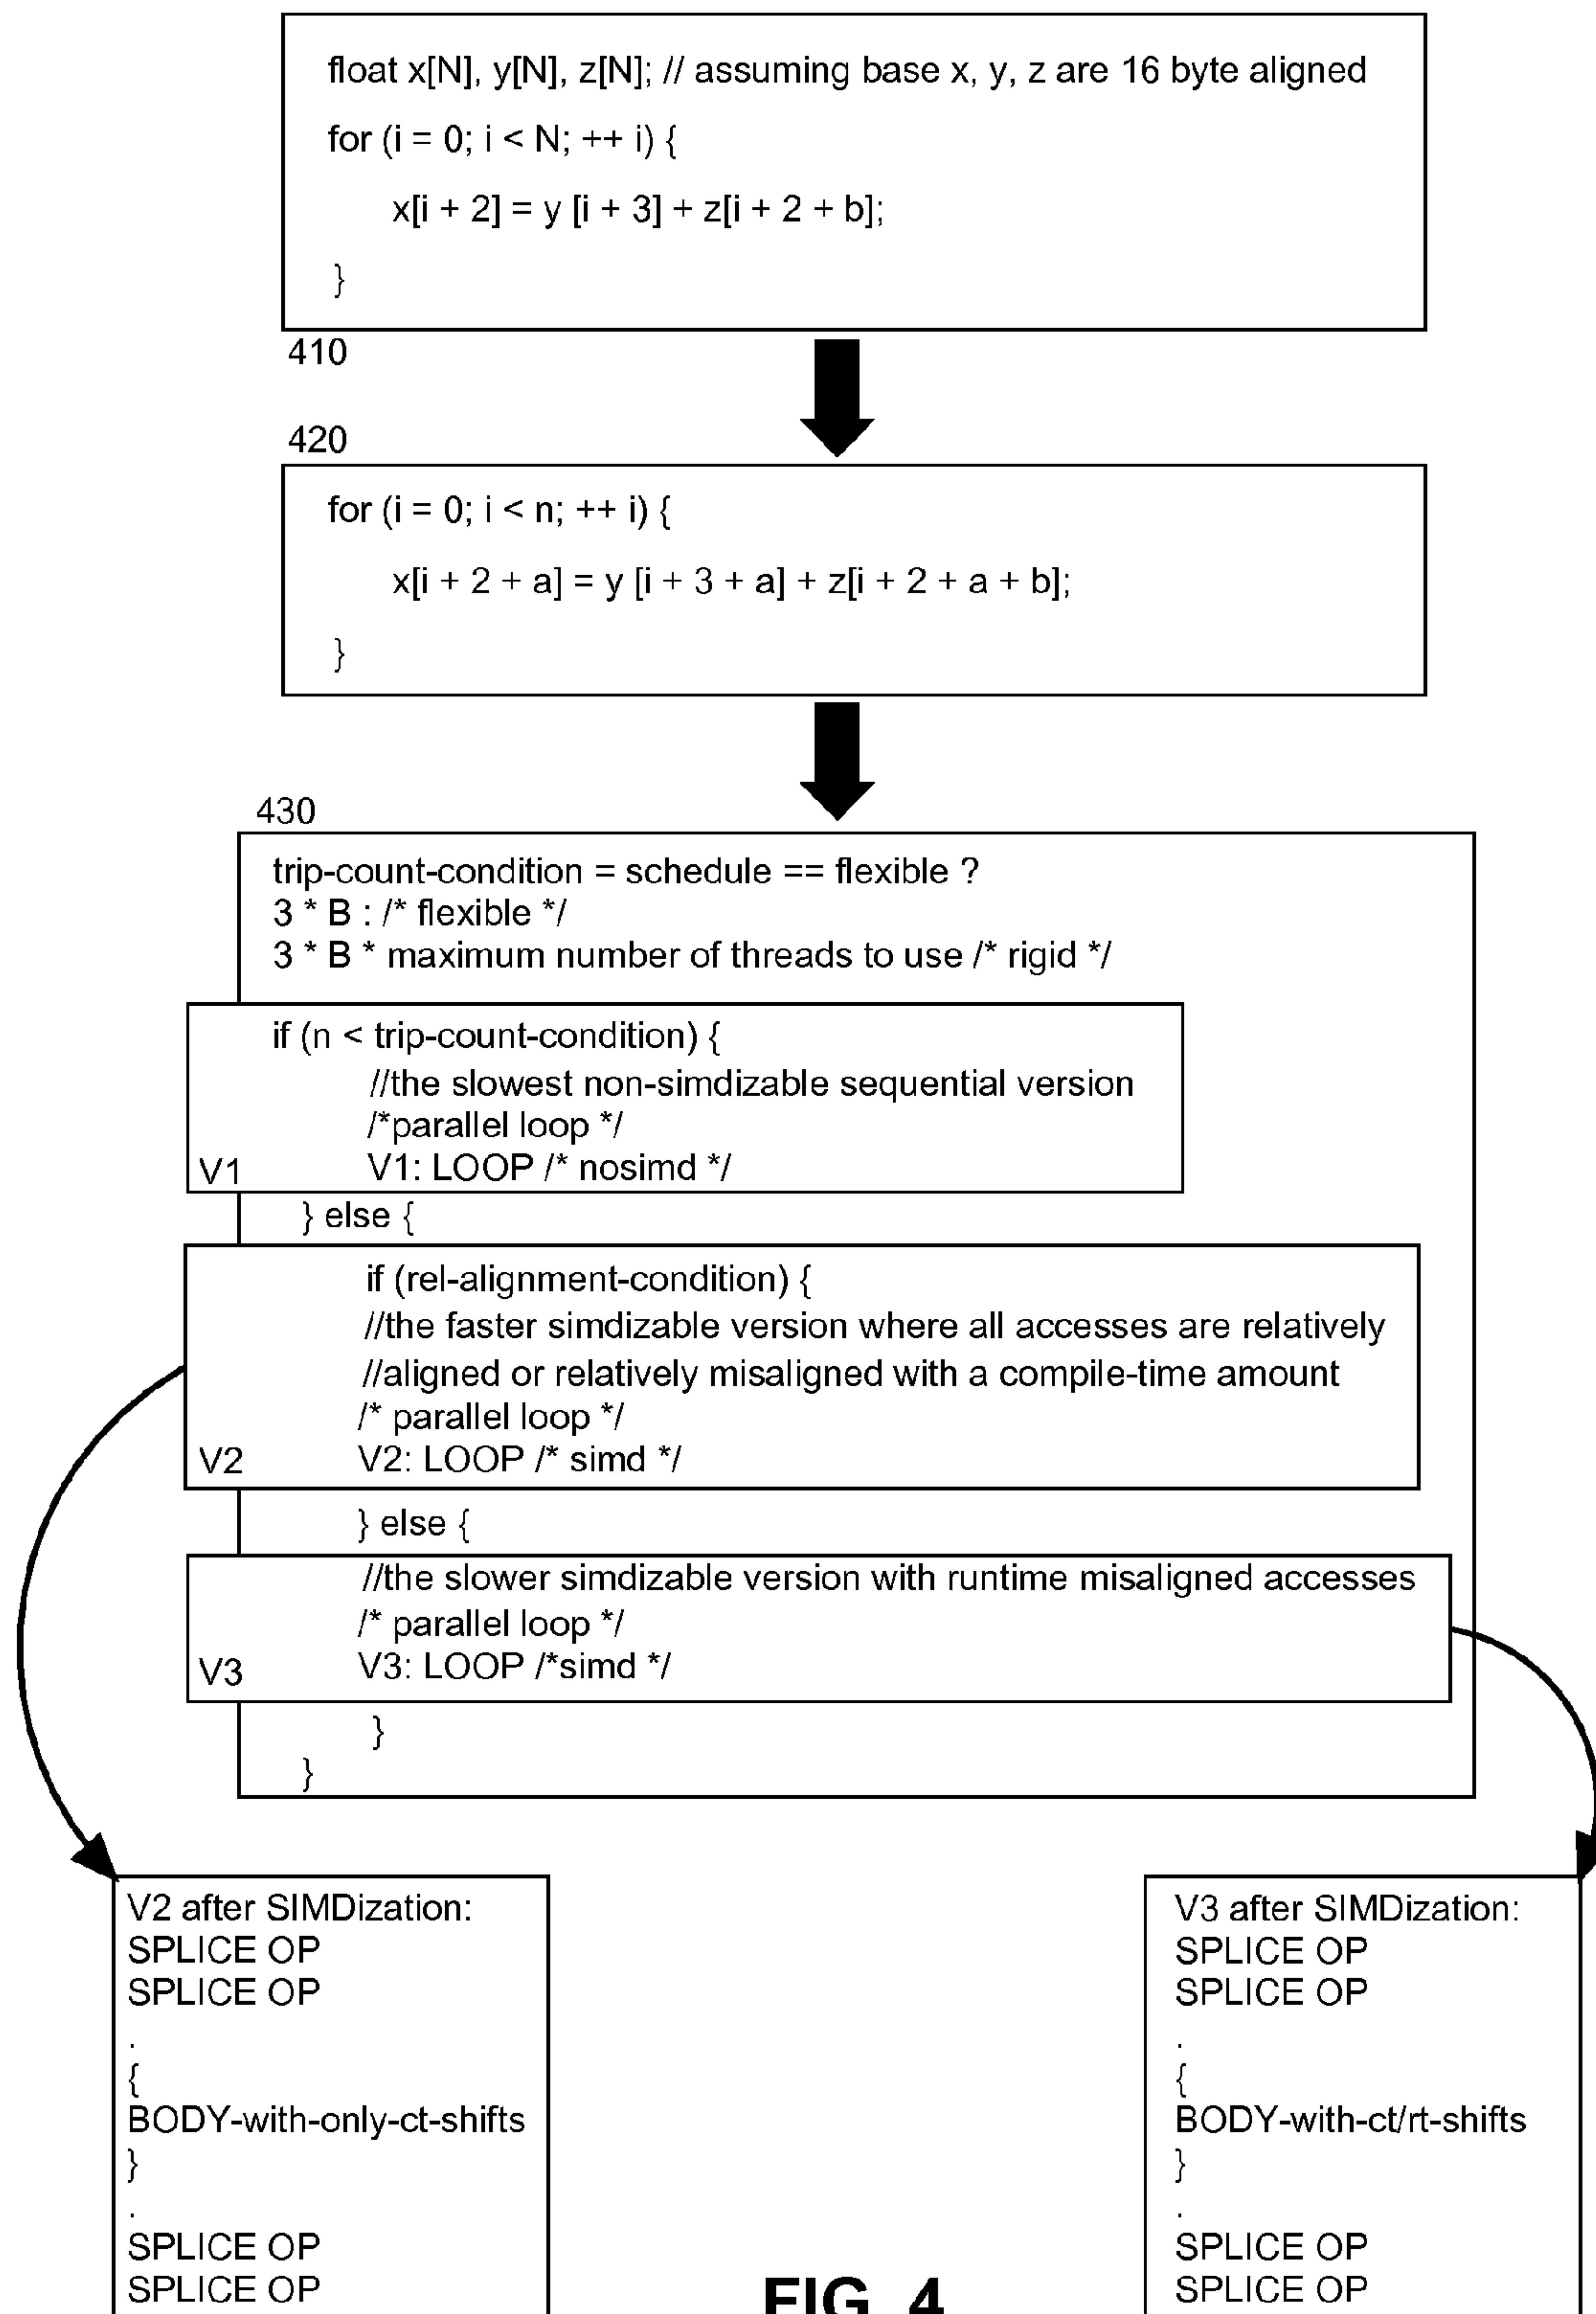 float x[N], y[N], z[N]; // assuming base x, y, z are 16 byte aligned
for (i = 0; i < N; ++ i) {
x[i + 2] = y [i + 3] + z[i + 2 + b];
}
410
420
for (i = 0; i < n; ++ i) {
x[i + 2 + a] = y [i + 3 + a] + z[i + 2 + a + b];
}
430
trip-count-condition = schedule == flexible ?
3 * B : /* flexible */
3 * B * maximum number of threads to use /* rigid */
if (n < trip-count-condition) {
//the slowest non-simdizable sequential version
/*parallel loop */
V1 V1: LOOP /* nosimd */
} else {
if (rel-alignment-condition) {
//the faster simdizable version where all accesses are relatively
//aligned or relatively misaligned with a compile-time amount
/* parallel loop */
V2 V2: LOOP /* simd */
} else {
//the slower simdizable version with runtime misaligned accesses
/* parallel loop */
V3 V3: LOOP /*simd */
}
}
V2 after SIMDization:
SPLICE OP
SPLICE OP
.
{
BODY-with-only-ct-shifts
}
.
SPLICE OP
SPLICE OP
V3 after SIMDization:
SPLICE OP
SPLICE OP
.
{
BODY-with-ct/rt-shifts
}
.
SPLICE OP
SPLICE OP
FIG. 4